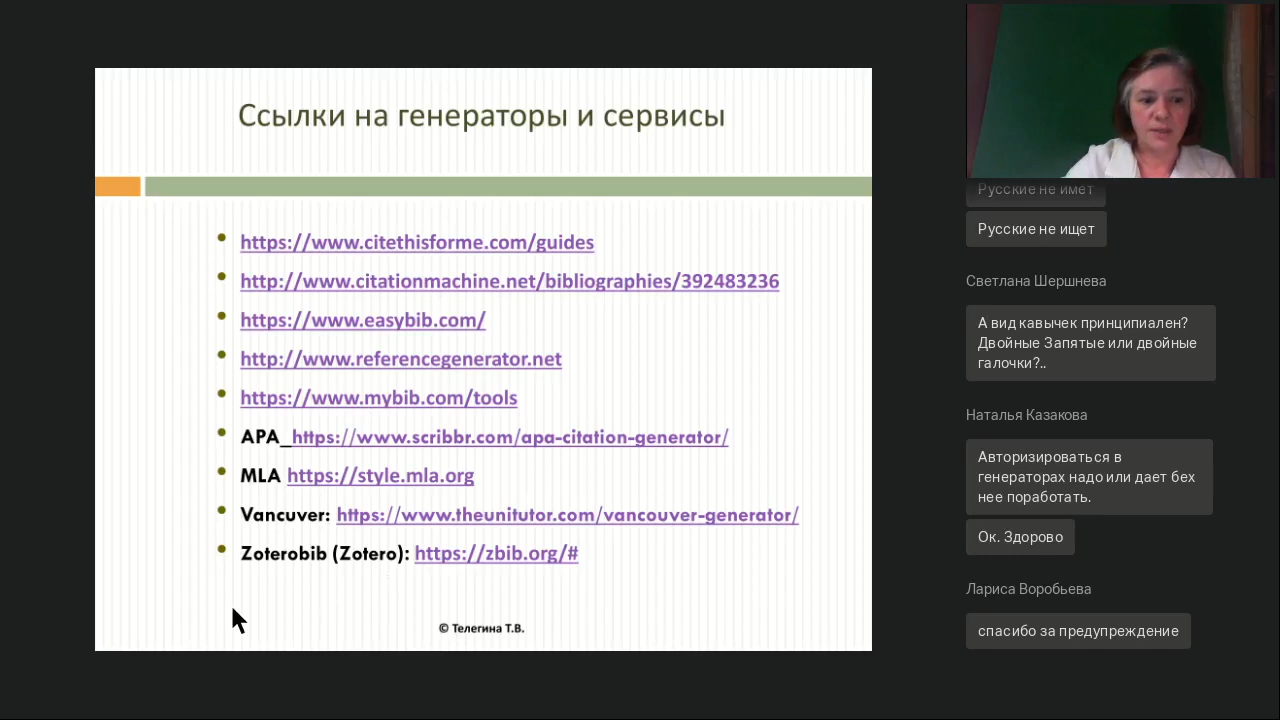 Ссылки на генераторы и сервисы
https://www.citethisforme.com/guides
http://www.citationmachine.net/bibliographies/392483236
https://www.easybib.com/
http://www.referencegenerator.net
https://www.mybib.com/tools
APA_https://www.scribbr.com/apa-citation-generator/
MLA https://style.mla.org
Vancuver: https://www.theunitutor.com/vancouver-generator/
Zoterobib (Zotero): https://zbib.org/#
© Телегина Т.В.
Русские не имет
Русские не ищет
Светлана Шершнева
А вид кавычек принципиален?
Двойные Запятые или двойные
галочки?..
Наталья Казакова
Авторизироваться в
генераторах надо или дает бех
нее поработать.
Ок. Здорово
Лариса Воробьева
спасибо за предупреждение